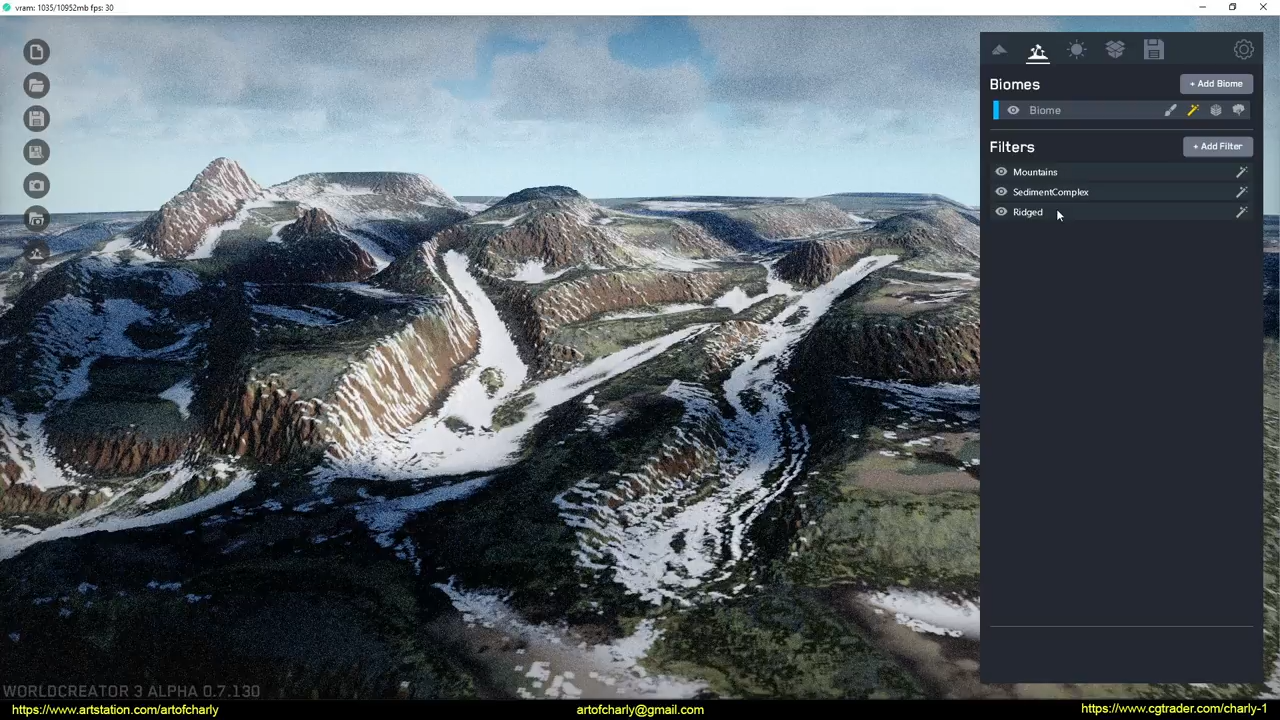 vram: 1035/10952mb fps: 30
Biomes
+ Add Biome
Biome
Filters
+ Add Filter
Mountains
SedimentComplex
Ridged
WORLDCREATOR 3 ALPHA 0.7.130
https://www.artstation.com/artofcharly
artofcharly@gmail.com
https://www.cgtrader.com/charly-1